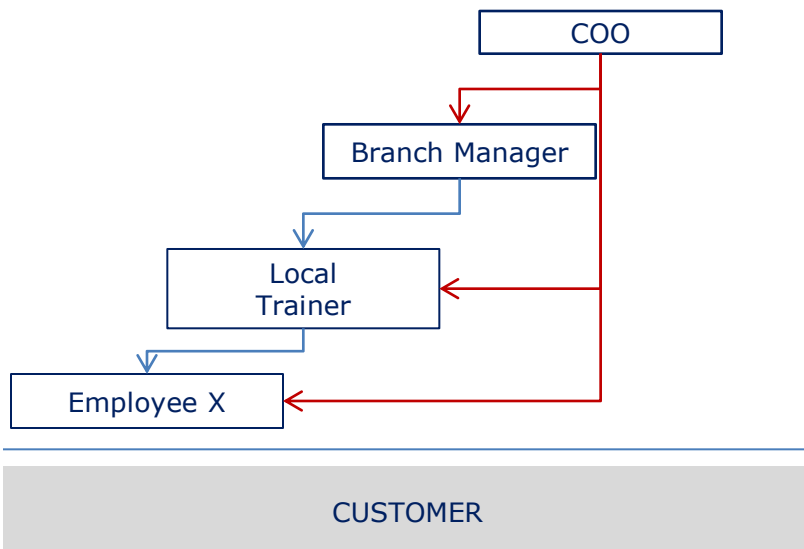 COO
Branch Manager
Local
Trainer
Employee X
CUSTOMER